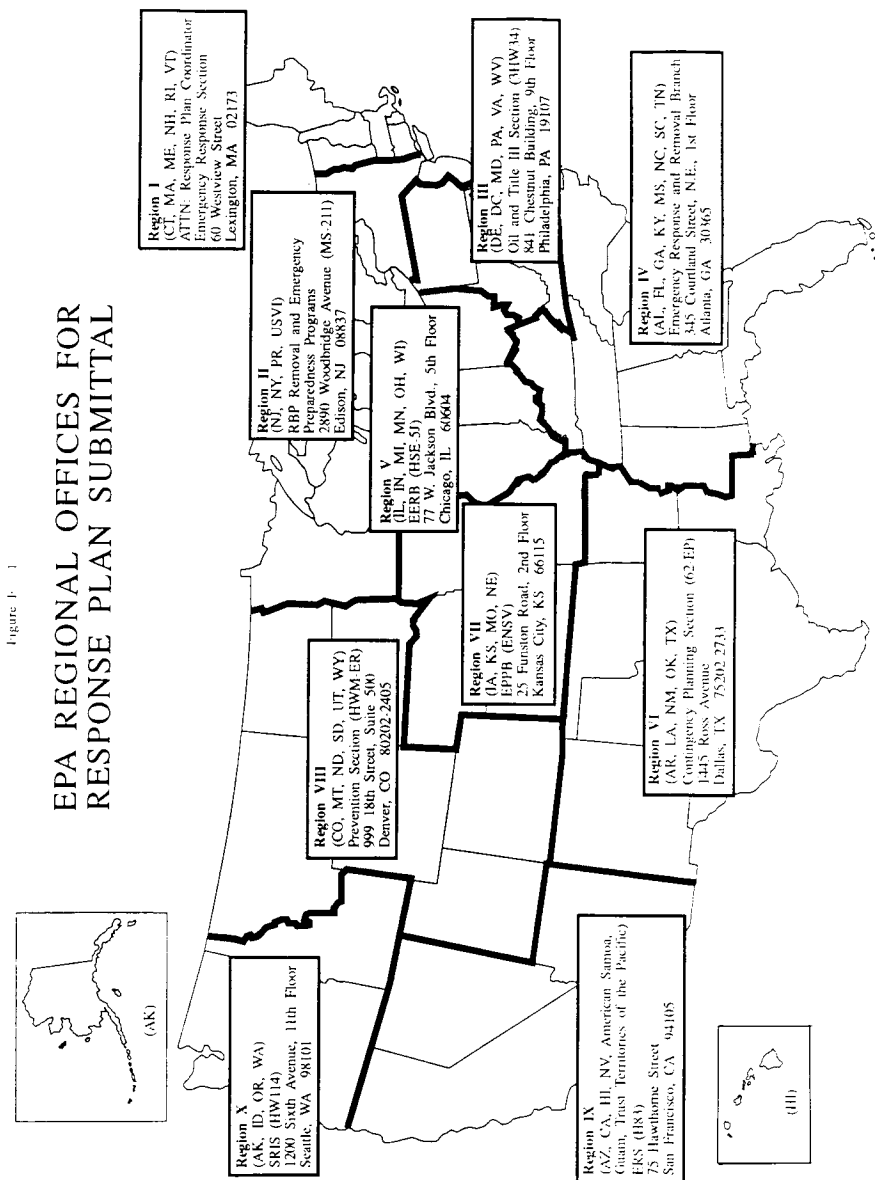 EPA REGIONAL OFFICES FOR
RESPONSE PLAN SUBMITTAL
(AK)
Region X
(AK, ID, OR, WA)
SRIS (HW114)
1200 Sixth Avenue, 11th Floor
Seattle, WA 98101
Region VIII
(CO, MT, ND, SD, UT, WY)
Prevention Section (HWM-ER)
999 18th Street, Suite 500
Denver, CO 80202-2405
Region V
(IL, IN, MI, MN, OH, WI)
EERB (HSE-5J)
77 W. Jackson Blvd., 5th Floor
Chicago, IL 60604
Region II
(NJ, NY, PR, USVI)
RBP Removal and Emergency
Preparedness Programs
2890 Woodbridge Avenue (MS-211)
Edison, NJ 08837
Region I
(CT, MA, ME, NH, RI, VT)
ATTN: Response Plan Coordinator
Emergency Response Section
60 Westview Street
Lexington, MA 02173
Region VII
(IA, KS, MO, NE)
EPPB (ENSV)
25 Funston Road, 2nd Floor
Kansas City, KS 66115
Region III
(DE, DC, MD, PA, VA, WV)
Oil and Title III Section (3HW34)
841 Chestnut Building, 9th Floor
Philadelphia, PA 19107
Region IX
(AZ, CA, HI, NV, American Samoa,
Guam, Trust Territories of the Pacific)
ERS (H83)
75 Hawthorne Street
San Francisco, CA 94105
Region VI
(AR, LA, NM, OK, TX)
Contingency Planning Section (62 EP)
1445 Ross Avenue
Dallas, TX 75202 2733
Region IV
(AL, FL, GA, KY, MS, NC, SC, TN)
Emergency Response and Removal Branch
345 Courtland Street, N.E., 1st Floor
Atlanta, GA 30365
(HI)